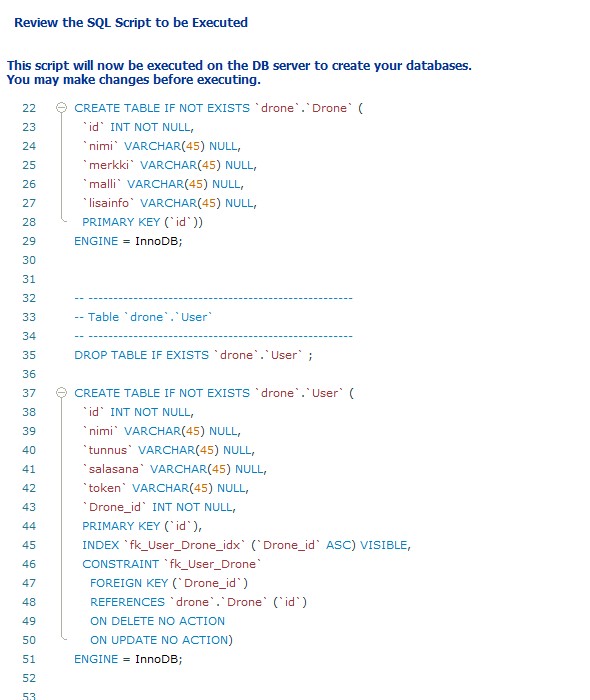 Review the SQL Script to be Executed
This script will now be executed on the DB server to create your databases.
You may make changes before executing.
22 CREATE TABLE IF NOT EXISTS `drone`.`Drone` (
23 `id` INT NOT NULL,
24 `nimi` VARCHAR(45) NULL,
25 `merkki` VARCHAR(45) NULL,
26 `malli` VARCHAR(45) NULL,
27 `lisainfo` VARCHAR(45) NULL,
28 PRIMARY KEY (`id`))
29 ENGINE = InnoDB;
30
31
32 -- -----------------------------------------------------
33 -- Table `drone`.`User`
34 -- -----------------------------------------------------
35 DROP TABLE IF EXISTS `drone`.`User` ;
36
37 CREATE TABLE IF NOT EXISTS `drone`.`User` (
38 `id` INT NOT NULL,
39 `nimi` VARCHAR(45) NULL,
40 `tunnus` VARCHAR(45) NULL,
41 `salasana` VARCHAR(45) NULL,
42 `token` VARCHAR(45) NULL,
43 `Drone_id` INT NOT NULL,
44 PRIMARY KEY (`id`),
45 INDEX `fk_User_Drone_idx` (`Drone_id` ASC) VISIBLE,
46 CONSTRAINT `fk_User_Drone`
47 FOREIGN KEY (`Drone_id`)
48 REFERENCES `drone`.`Drone` (`id`)
49 ON DELETE NO ACTION
50 ON UPDATE NO ACTION)
51 ENGINE = InnoDB;
52
53